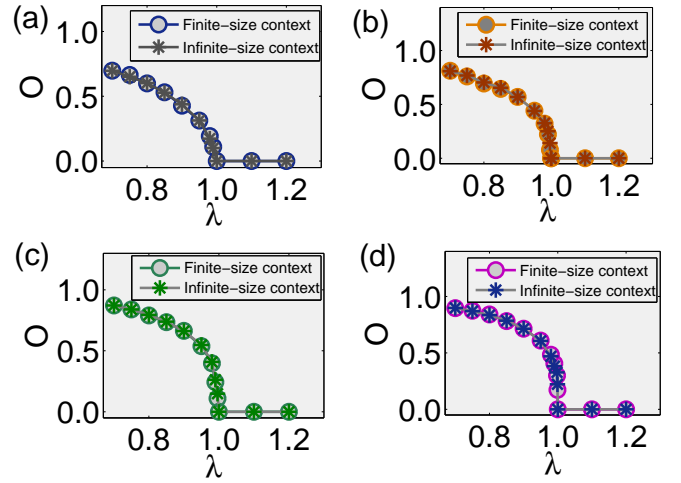 (a)
Finite-size context
Infinite-size context
1.0
0.5
0.0
O
0.8 1.0 1.2
λ
(b)
Finite-size context
Infinite-size context
1.0
0.5
0.0
O
0.8 1.0 1.2
λ
(c)
Finite-size context
Infinite-size context
1.0
0.5
0.0
O
0.8 1.0 1.2
λ
(d)
Finite-size context
Infinite-size context
1.0
0.5
0.0
O
0.8 1.0 1.2
λ